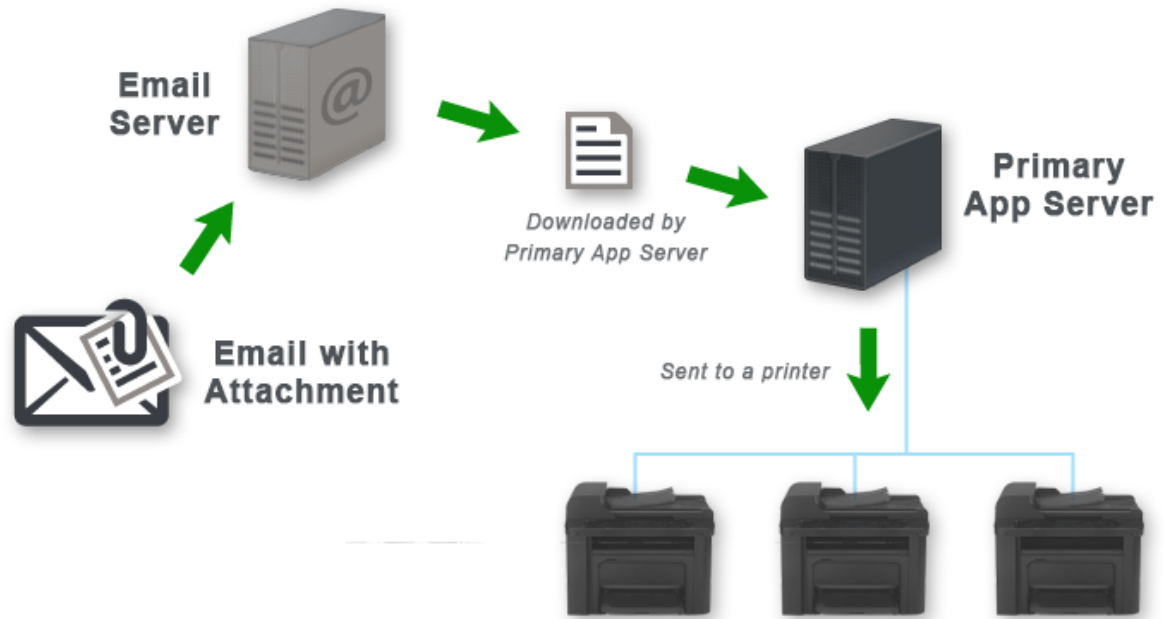 Email
Server
@
Downloaded by
Primary App Server
Primary
App Server
Email with
Attachment
Sent to a printer